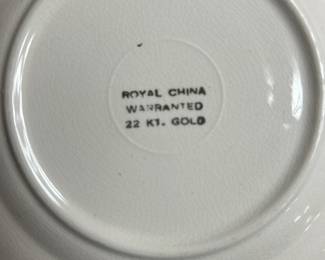 ROYAL CHINA
WARRANTED
22 KT. GOLD